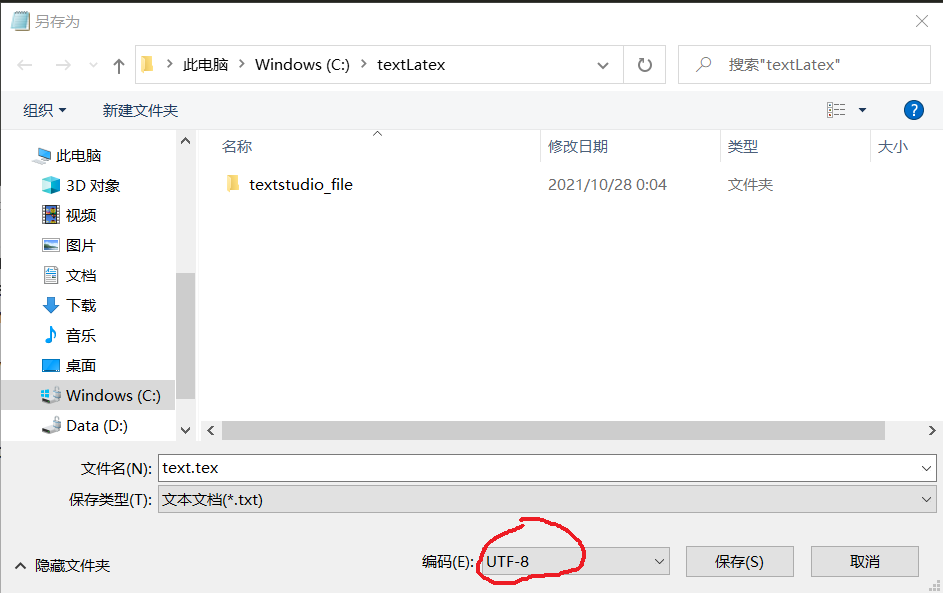 另存为
此电脑 > Windows (C:) > textLatex
搜索"textLatex"
组织 新建文件夹
?
名称 修改日期 类型 大小
此电脑
3D 对象
视频
图片
文档
下载
音乐
桌面
Windows (C:)
Data (D:)
textstudio_file 2021/10/28 0:04 文件夹
文件名(N): text.tex
保存类型(T): 文本文档(*.txt)
隐藏文件夹 编码(E): UTF-8 保存(S) 取消